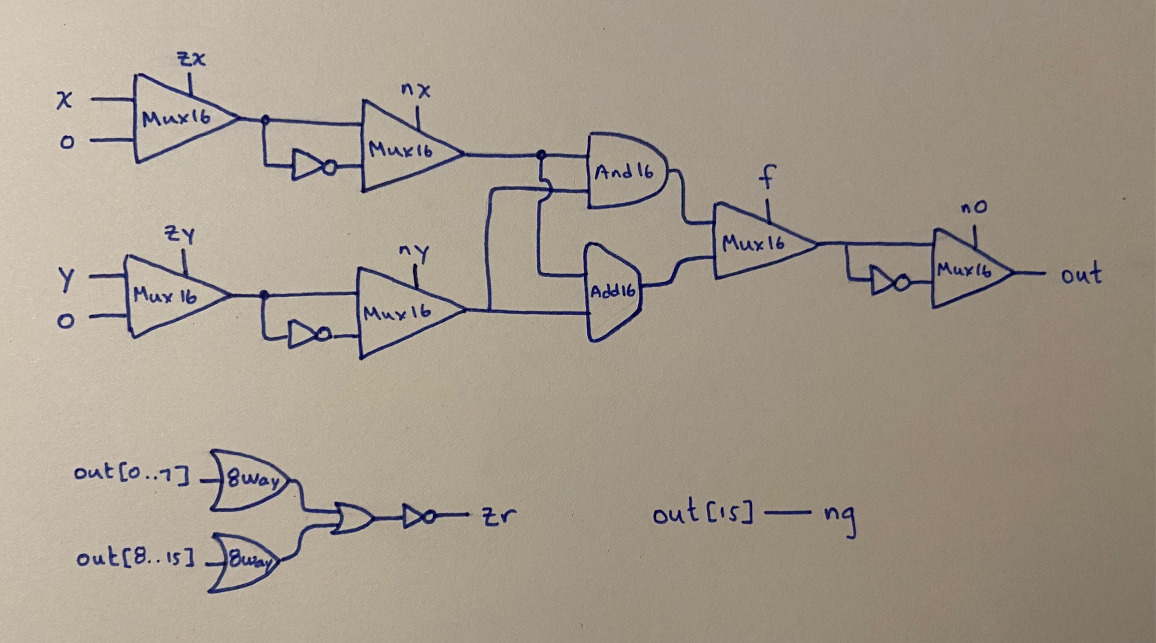 zx
x
Mux16
0
nx
Mux16
And16
f
Mux16
no
Mux16
out
zy
y
Mux16
0
ny
Mux16
Add16
out[0..7]
8way
zr
out[8..15]
8way
out[15]
ng